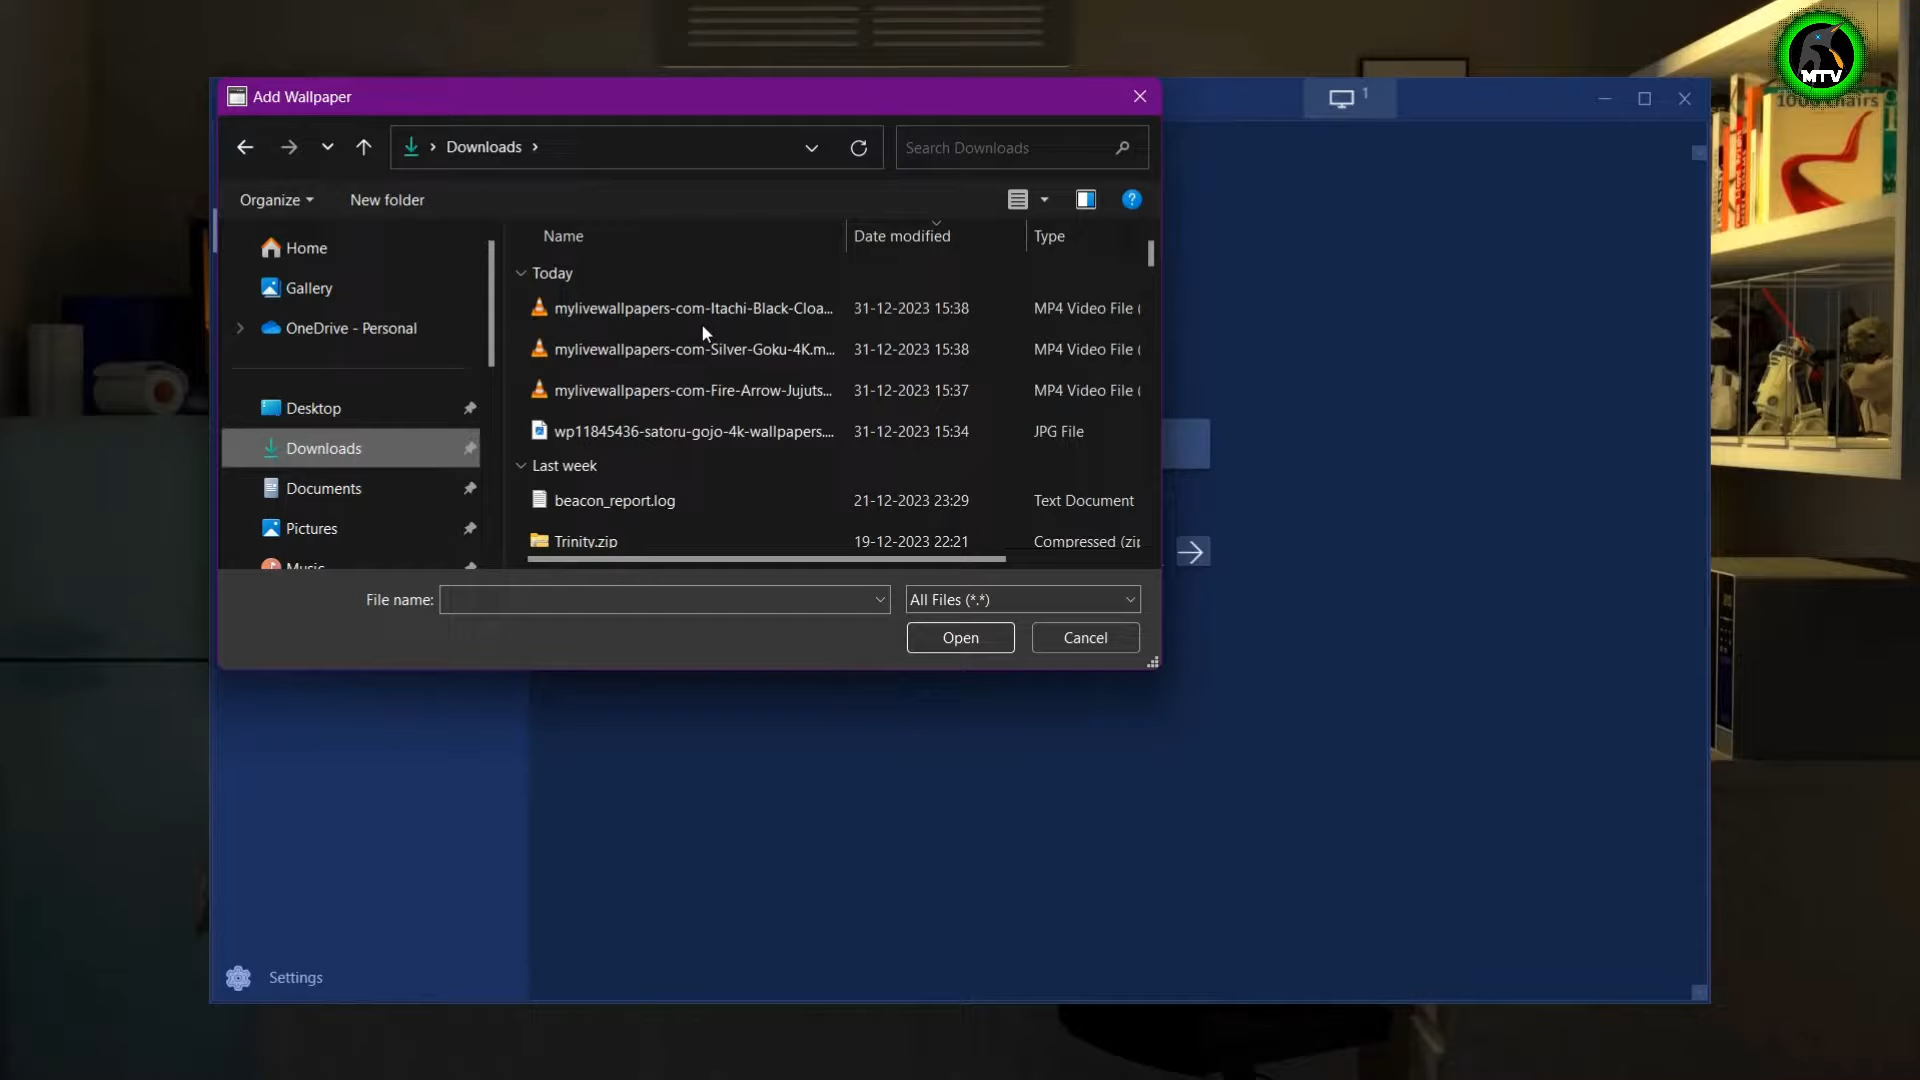 MTV
Add Wallpaper
1
Downloads
Search Downloads
Organize
New folder
Home
Gallery
OneDrive - Personal
Desktop
Downloads
Documents
Pictures
Music
Name
Date modified
Type
Today
mylivewallpapers-com-Itachi-Black-Cloa...
31-12-2023 15:38
MP4 Video File (
mylivewallpapers-com-Silver-Goku-4K.m...
31-12-2023 15:38
MP4 Video File (
mylivewallpapers-com-Fire-Arrow-Jujuts...
31-12-2023 15:37
MP4 Video File (
wp11845436-satoru-gojo-4k-wallpapers....
31-12-2023 15:34
JPG File
Last week
beacon_report.log
21-12-2023 23:29
Text Document
Trinity.zip
19-12-2023 22:21
Compressed (zip
File name:
All Files (*.*)
Open
Cancel
Settings